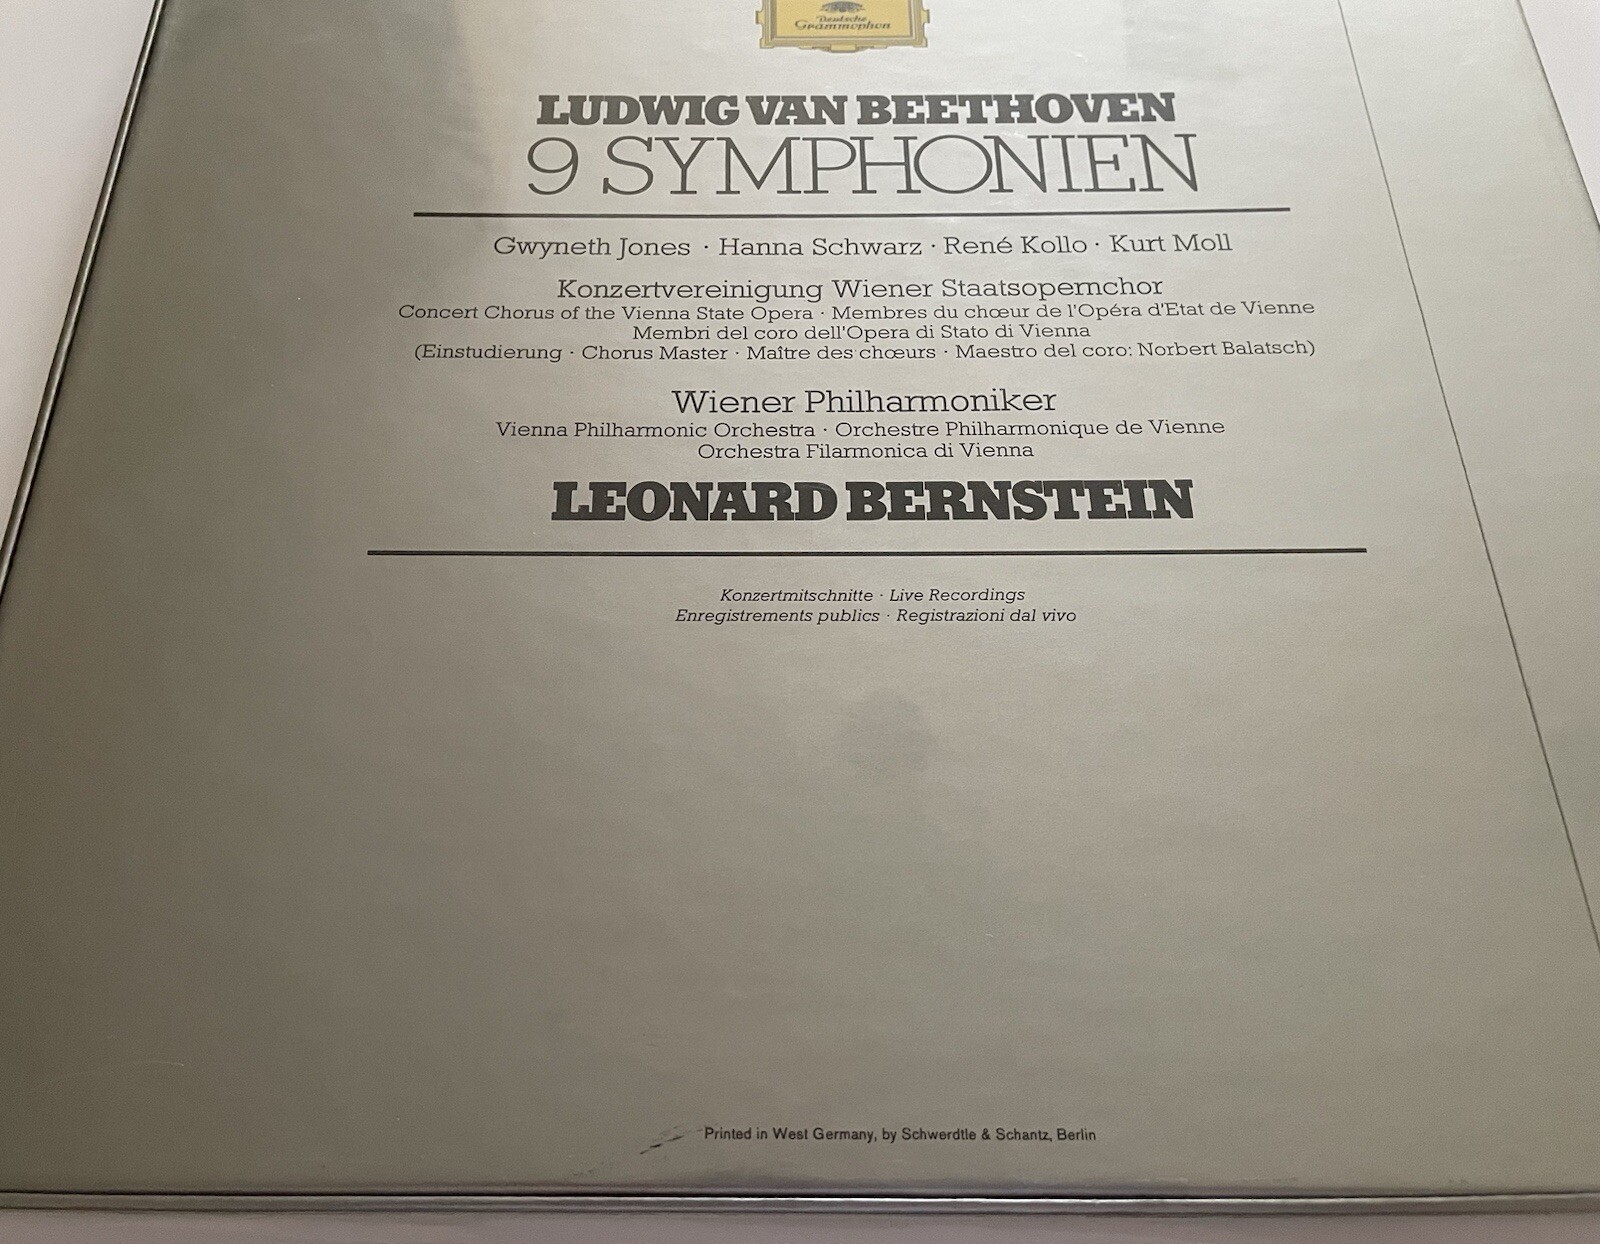 Deutsche
Grammophon
LUDWIG VAN BEETHOVEN
9 SYMPHONIEN
Gwyneth Jones · Hanna Schwarz · René Kollo · Kurt Moll
Konzertvereinigung Wiener Staatsopernchor
Concert Chorus of the Vienna State Opera · Membres du chœur de l'Opéra d'Etat de Vienne
Membri del coro dell'Opera di Stato di Vienna
(Einstudierung · Chorus Master · Maître des chœurs · Maestro del coro: Norbert Balatsch)
Wiener Philharmoniker
Vienna Philharmonic Orchestra · Orchestre Philharmonique de Vienne
Orchestra Filarmonica di Vienna
LEONARD BERNSTEIN
Konzertmitschnitte · Live Recordings
Enregistrements publics · Registrazioni dal vivo
Printed in West Germany, by Schwerdtle & Schantz, Berlin